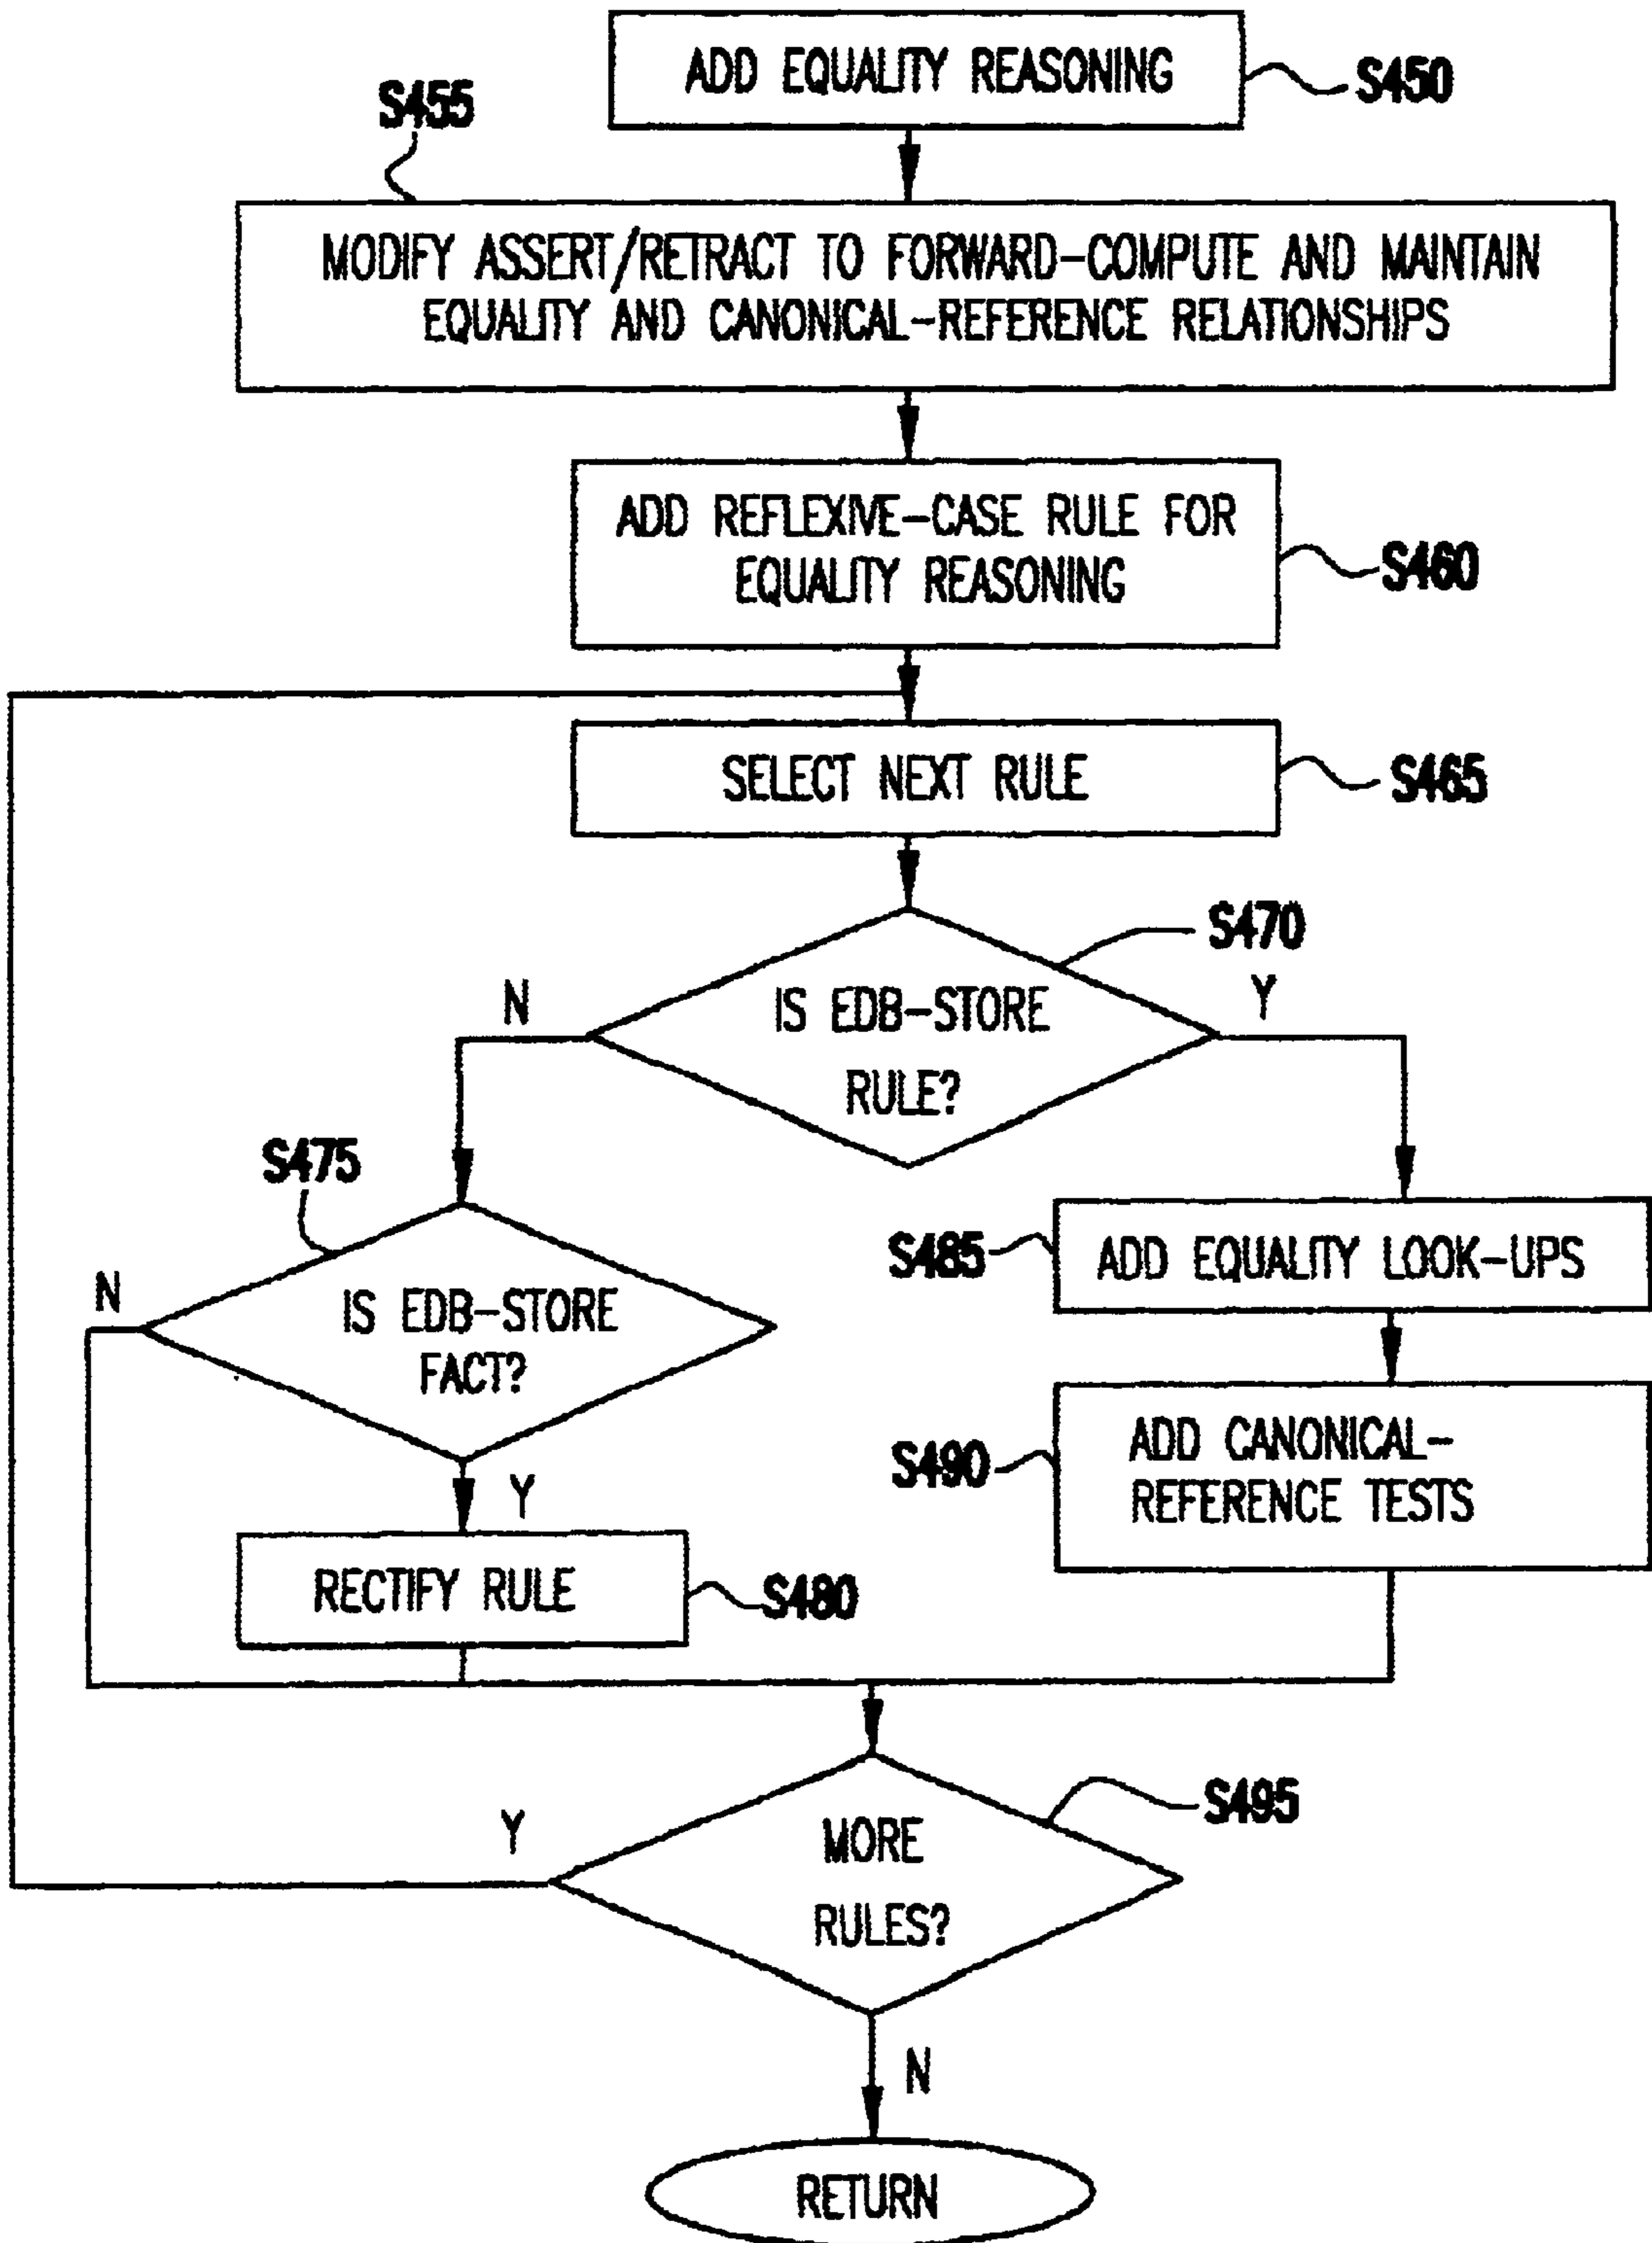 ADD EQUALITY REASONING
S450
S455
MODIFY ASSERT/RETRACT TO FORWARD-COMPUTE AND MAINTAIN
EQUALITY AND CANONICAL-REFERENCE RELATIONSHIPS
ADD REFLEXIVE-CASE RULE FOR
EQUALITY REASONING
S460
SELECT NEXT RULE
S465
S470
N
IS EDB-STORE
RULE?
Y
S475
N
IS EDB-STORE
FACT?
Y
S485
ADD EQUALITY LOOK-UPS
S490
ADD CANONICAL-
REFERENCE TESTS
RECTIFY RULE
S480
S495
Y
MORE
RULES?
N
RETURN